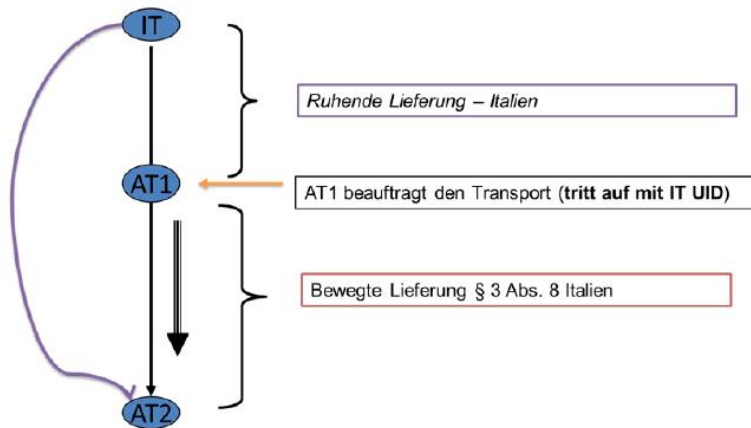 IT
Ruhende Lieferung – Italien
AT1
AT1 beauftragt den Transport (tritt auf mit IT UID)
Bewegte Lieferung § 3 Abs. 8 Italien
AT2